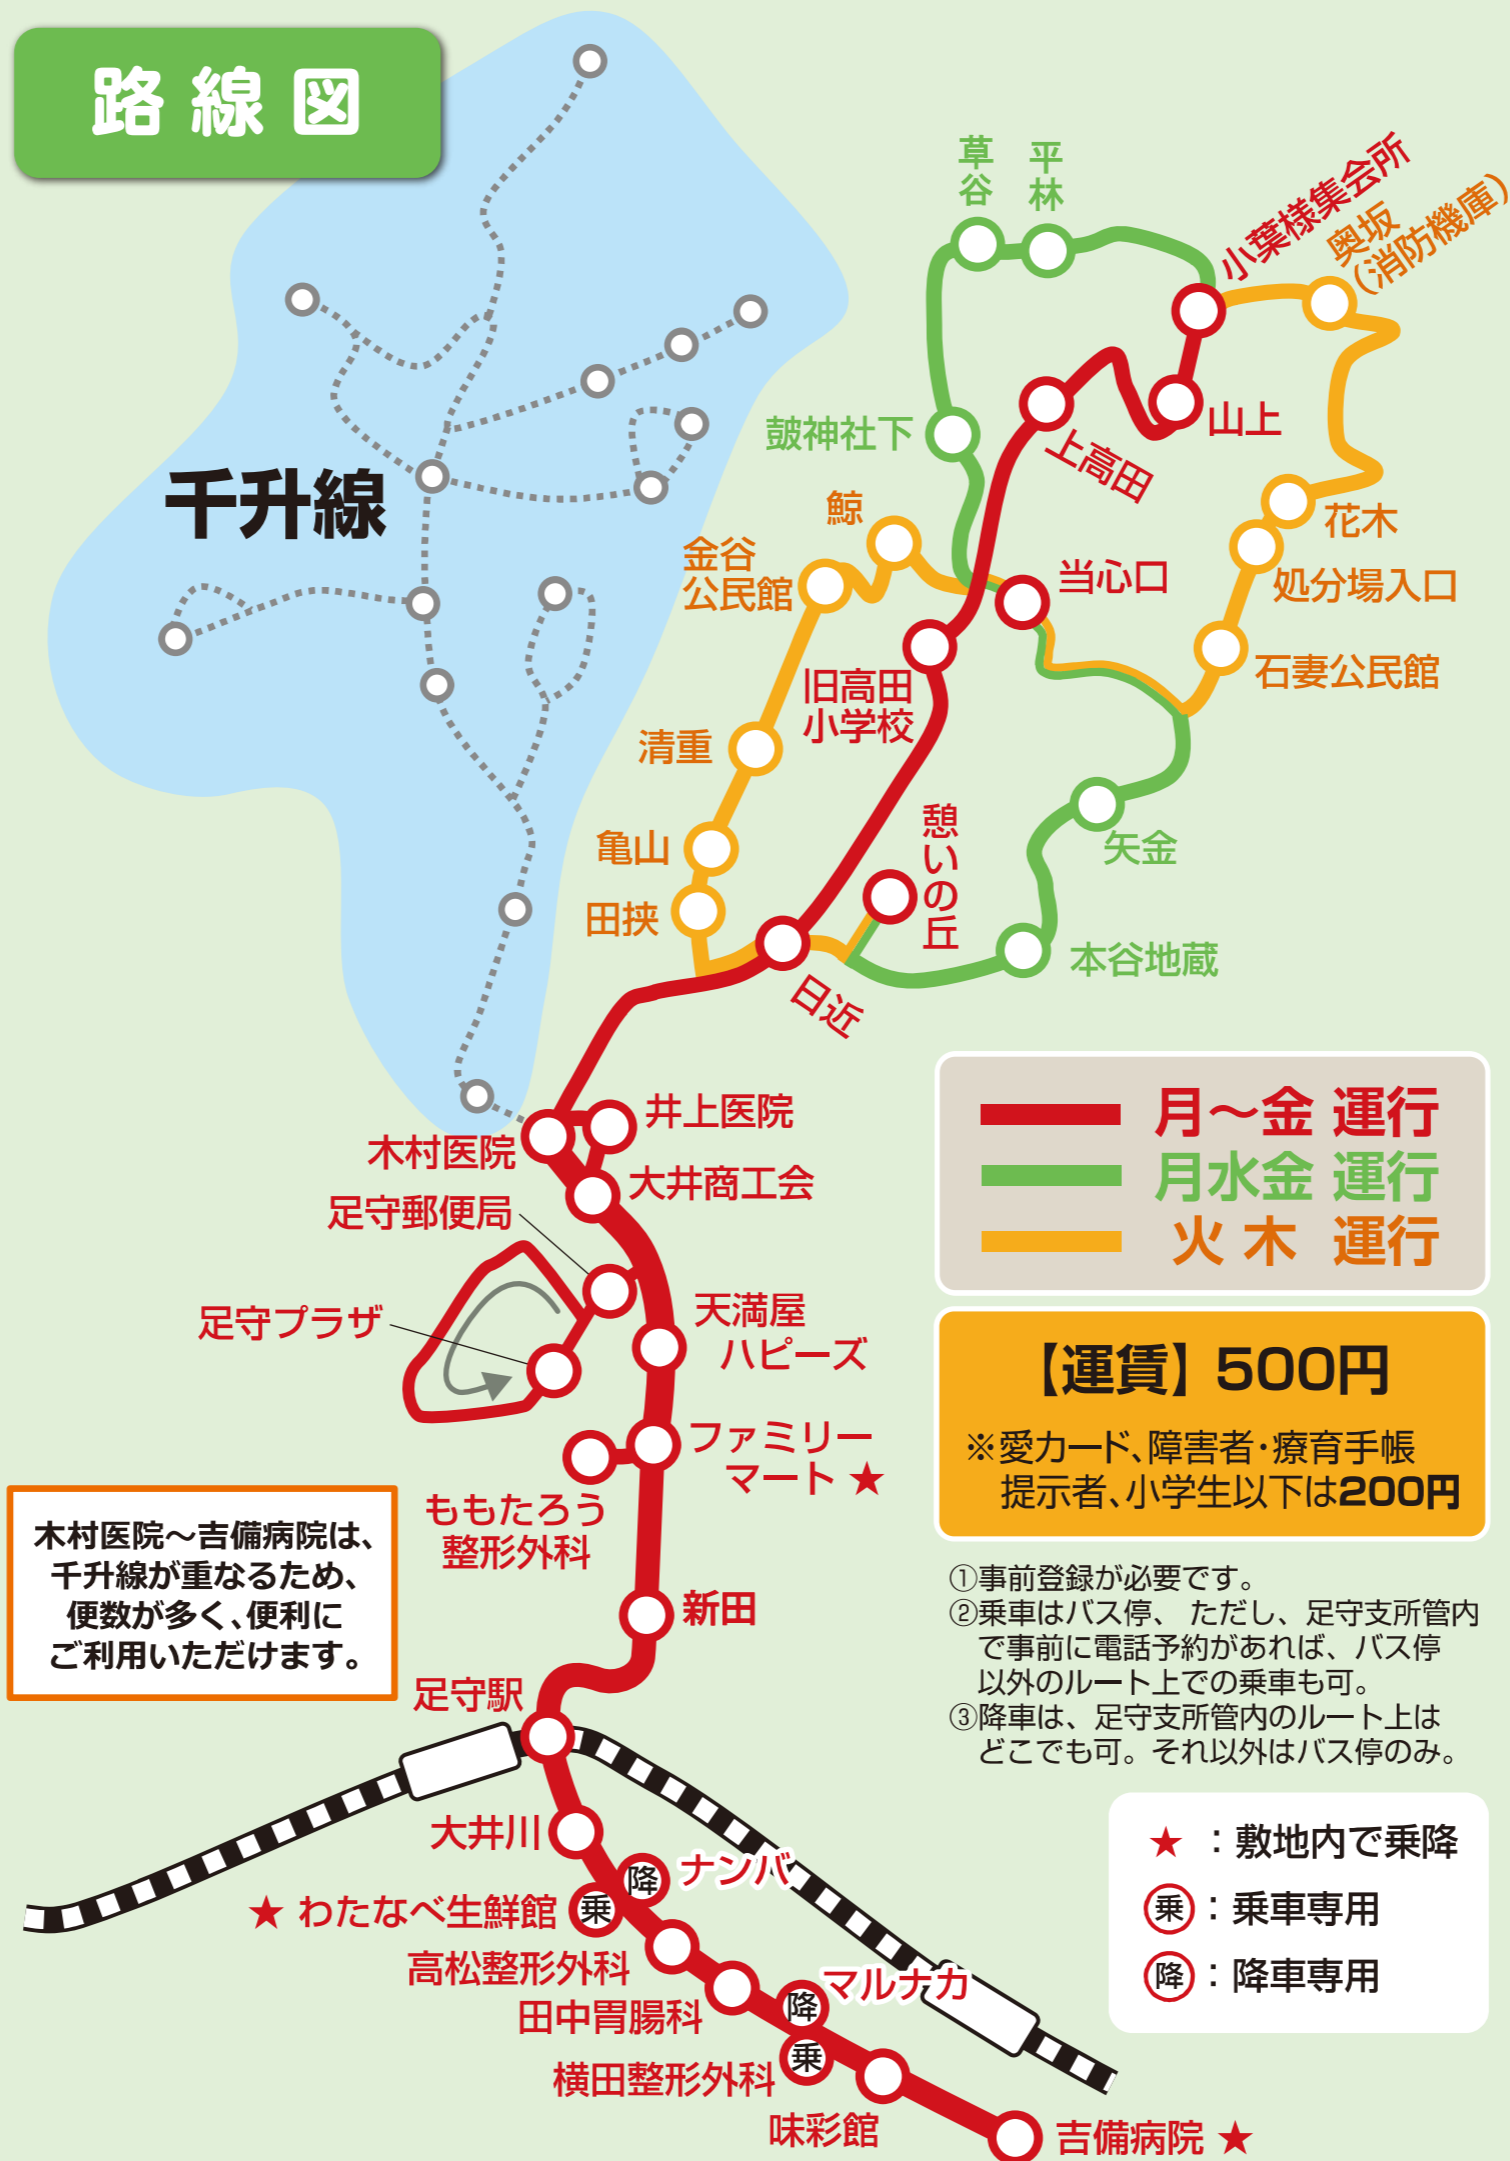 路線図
草谷
平林
小葉様集会所
奥坂
（消防機庫）
鼓神社下
上高田
山上
千升線
鯨
花木
金谷
公民館
当心口
処分場入口
旧高田
小学校
石妻公民館
清重
憩いの丘
亀山
矢金
田挟
本谷地蔵
日近
月〜金 運行
月水金 運行
火 木 運行
井上医院
木村医院
大井商工会
足守郵便局
足守プラザ
天満屋
ハピーズ
【運賃】500円
※愛カード、障害者・療育手帳
提示者、小学生以下は200円
ファミリー
マート ★
ももたろう
整形外科
木村医院〜吉備病院は、
千升線が重なるため、
便数が多く、便利に
ご利用いただけます。
①事前登録が必要です。
②乗車はバス停、 ただし、足守支所管内
で事前に電話予約があれば、バス停
以外のルート上での乗車も可。
③降車は、足守支所管内のルート上は
どこでも可。それ以外はバス停のみ。
新田
足守駅
大井川
降 ナンバ
★ わたなべ生鮮館 乗
高松整形外科
田中胃腸科
降 マルナカ
横田整形外科 乗
味彩館
吉備病院 ★
★ ：敷地内で乗降
乗：乗車専用
降：降車専用